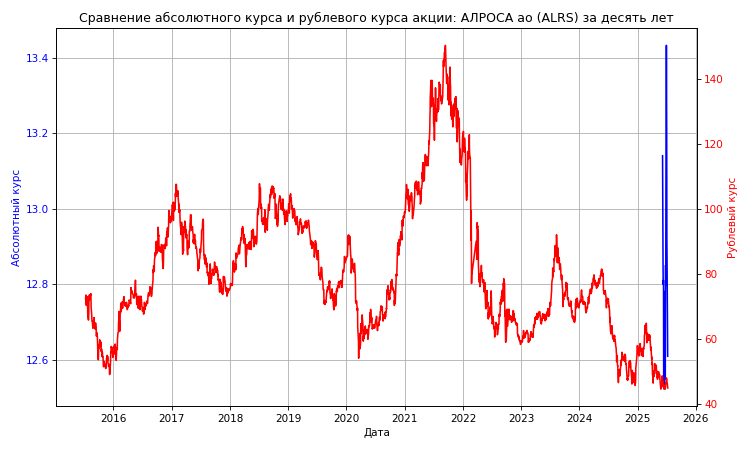 Сравнение абсолютного курса и рублевого курса акции: АЛРОСА ао (ALRS) за десять лет
13.4
13.2
13.0
12.8
12.6
Абсолютный курс
140
120
100
80
60
40
Рублевый курс
2016 2017 2018 2019 2020 2021 2022 2023 2024 2025 2026
Дата